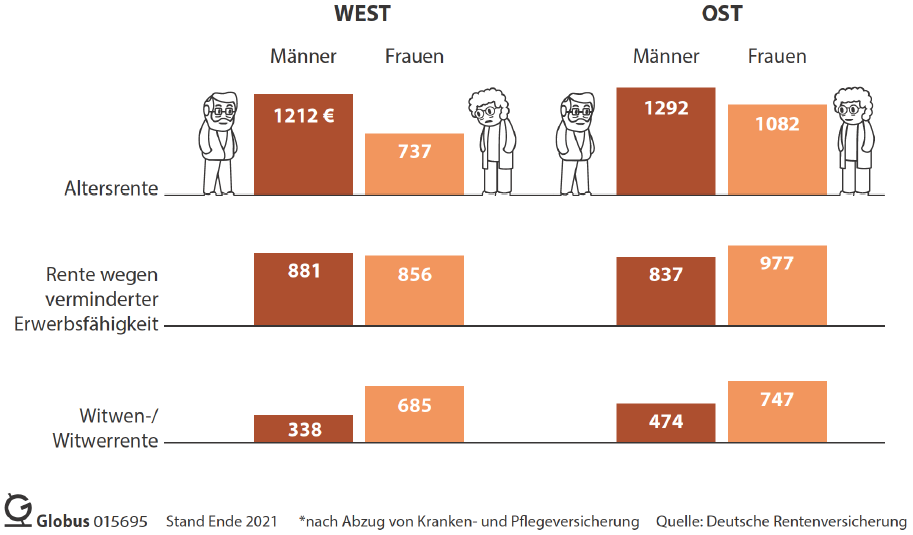 WEST OST
Männer Frauen Männer Frauen
1212 € 737 1292 1082
Altersrente
881 856 837 977
Rente wegen
verminderter
Erwerbsfähigkeit
338 685 474 747
Witwen-/
Witwerrente
Globus 015695 Stand Ende 2021 *nach Abzug von Kranken- und Pflegeversicherung Quelle: Deutsche Rentenversicherung